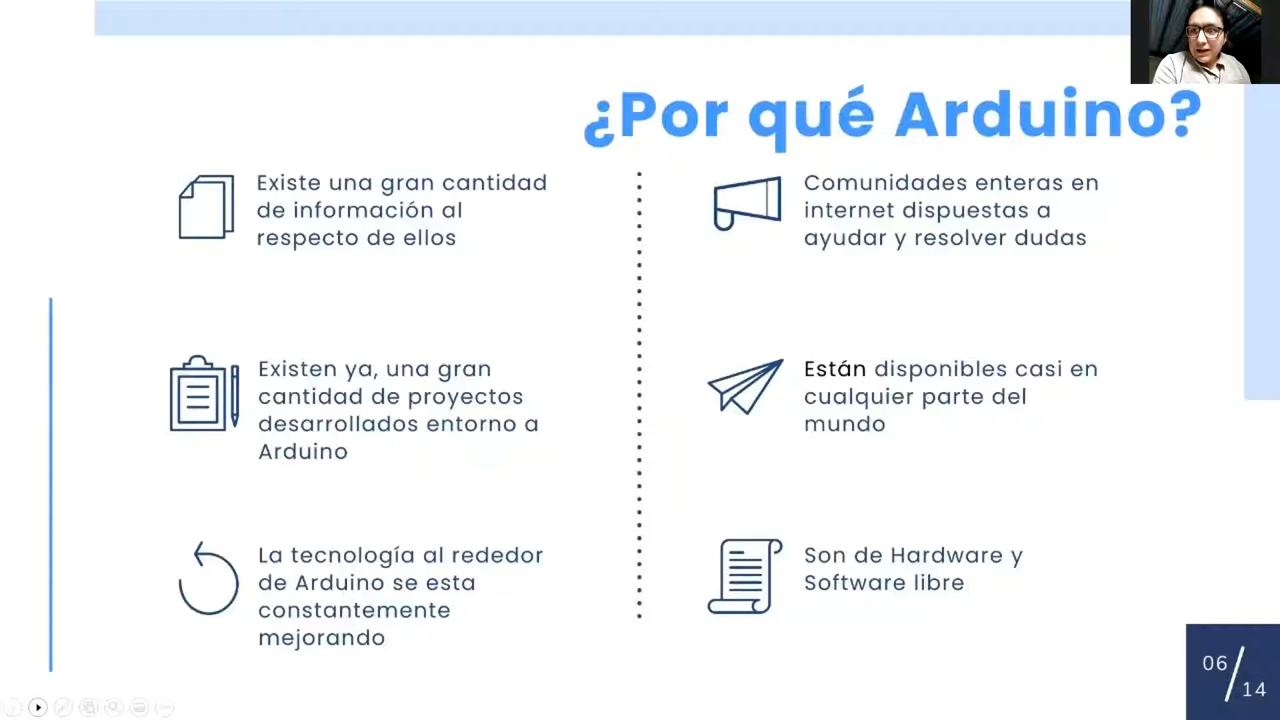 ¿Por qué Arduino?
Existe una gran cantidad
de información al
respecto de ellos
Existen ya, una gran
cantidad de proyectos
desarrollados entorno a
Arduino
La tecnología al rededor
de Arduino se esta
constantemente
mejorando
Comunidades enteras en
internet dispuestas a
ayudar y resolver dudas
Están disponibles casi en
cualquier parte del
mundo
Son de Hardware y
Software libre
06
14